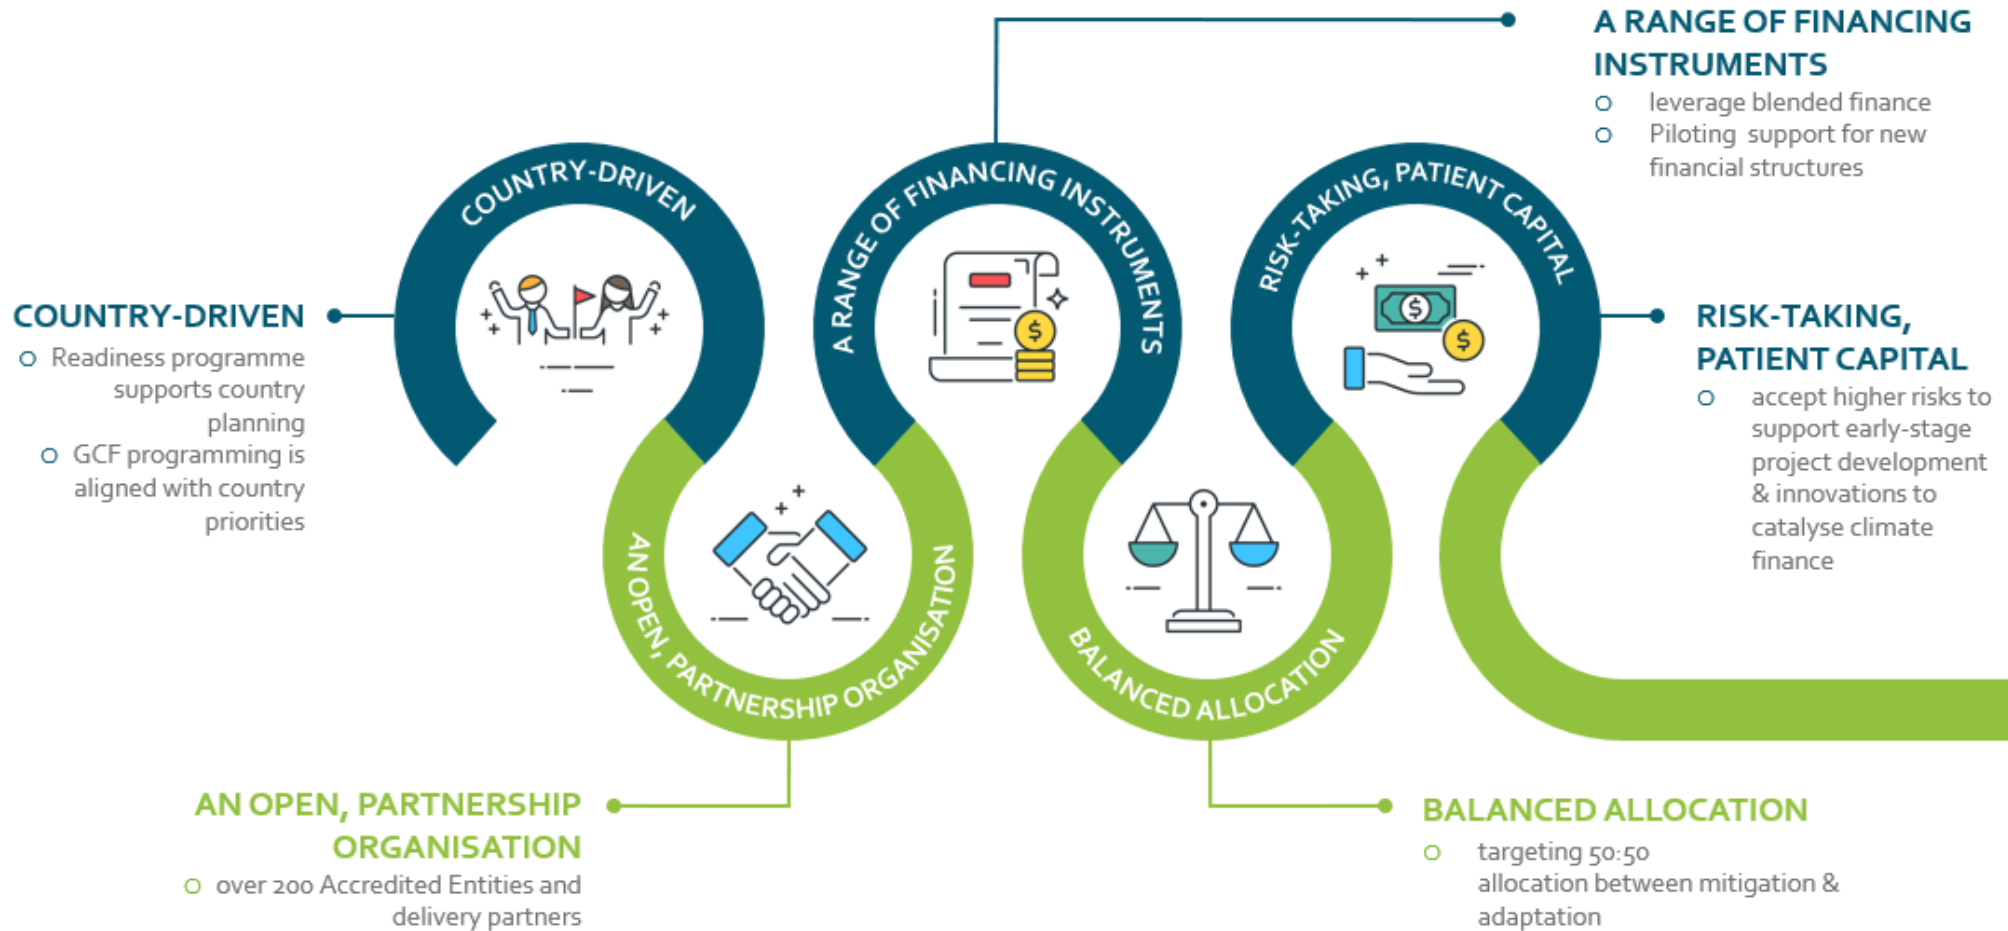 A RANGE OF FINANCING
INSTRUMENTS
leverage blended finance
Piloting support for new
financial structures
COUNTRY-DRIVEN
A RANGE OF FINANCING INSTRUMENTS
RISK-TAKING, PATIENT CAPITAL
COUNTRY-DRIVEN
Readiness programme
supports country
planning
GCF programming is
aligned with country
priorities
$
$
$
$
RISK-TAKING,
PATIENT CAPITAL
accept higher risks to
support early-stage
project development
& innovations to
catalyse climate
finance
AN OPEN, PARTNERSHIP ORGANISATION
BALANCED ALLOCATION
AN OPEN, PARTNERSHIP
ORGANISATION
over 200 Accredited Entities and
delivery partners
BALANCED ALLOCATION
targeting 50:50
allocation between mitigation &
adaptation